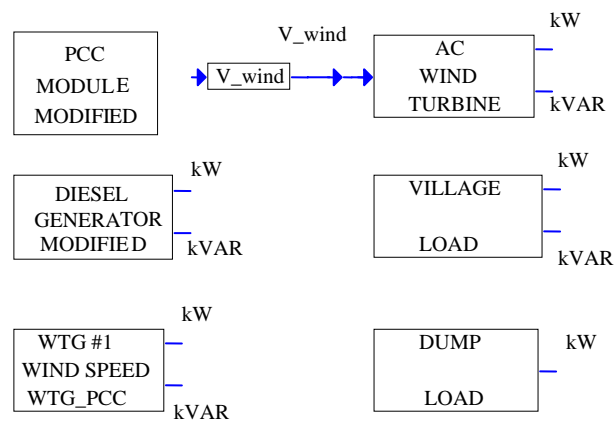 PCC
MODULE
MODIFIED
V_wind
V_wind
AC
WIND
TURBINE
kW
kVAR
DIESEL
GENERATOR
MODIFIED
kW
kVAR
VILLAGE
LOAD
kW
kVAR
WTG #1
WIND SPEED
WTG_PCC
kW
kVAR
DUMP
LOAD
kW